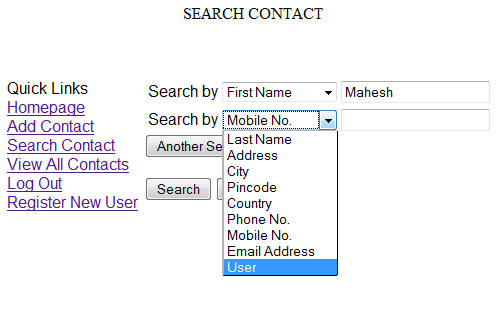 SEARCH CONTACT
Quick Links
Homepage
Add Contact
Search Contact
View All Contacts
Log Out
Register New User
Search by First Name Mahesh
Search by Mobile No.
Another Se
Last Name
Address
City
Pincode
Country
Phone No.
Mobile No.
Email Address
User
Search